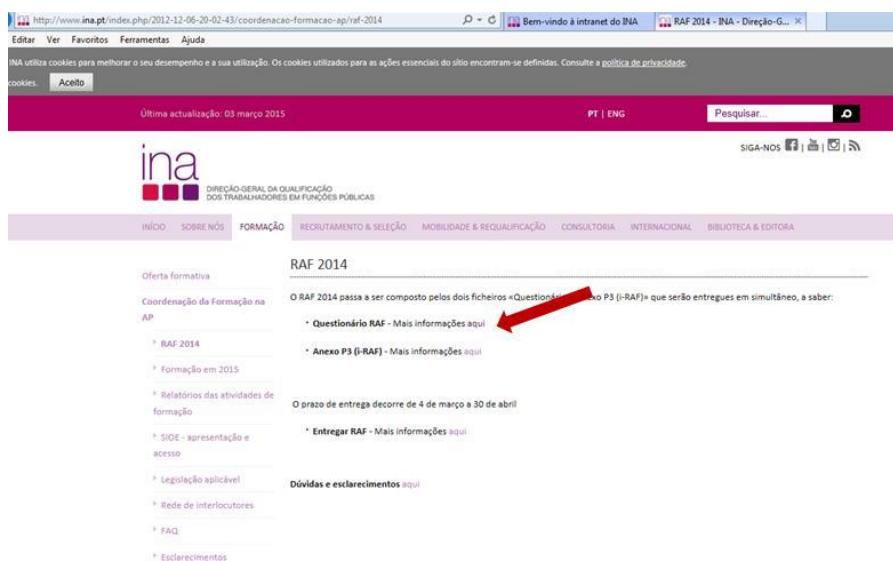 http://www.ina.pt/index.php/2012-12-06-20-02-43/coordenacao-formacao-ap/raf-2014
Bem-vindo à intranet do INA
RAF 2014 - INA - Direção-G...
Editar Ver Favoritos Ferramentas Ajuda
INA utiliza cookies para melhorar o seu desempenho e a sua utilização. Os cookies utilizados para as ações essenciais do sítio encontram-se definidas. Consulte a política de privacidade.
cookies. Aceito
Última actualização: 03 março 2015
PT | ENG
Pesquisar...
SIGA-NOS
ina
DIREÇÃO-GERAL DA QUALIFICAÇÃO
DOS TRABALHADORES EM FUNÇÕES PÚBLICAS
INÍCIO SOBRE NÓS FORMAÇÃO RECRUTAMENTO & SELEÇÃO MOBILIDADE & REQUALIFICAÇÃO CONSULTORIA INTERNACIONAL BIBLIOTECA & EDITORA
Oferta formativa
Coordenação da Formação na
AP
RAF 2014
Formação em 2015
Relatórios das atividades de
formação
SIOE - apresentação e
acesso
Legislação aplicável
Rede de interlocutores
FAQ
Esclarecimentos
RAF 2014
O RAF 2014 passa a ser composto pelos dois ficheiros «Questionário P3 (i-RAF)» que serão entregues em simultâneo, a saber:
Questionário RAF - Mais informações aqui
Anexo P3 (i-RAF) - Mais informações aqui
O prazo de entrega decorre de 4 de março a 30 de abril
Entregar RAF - Mais informações aqui
Dúvidas e esclarecimentos aqui